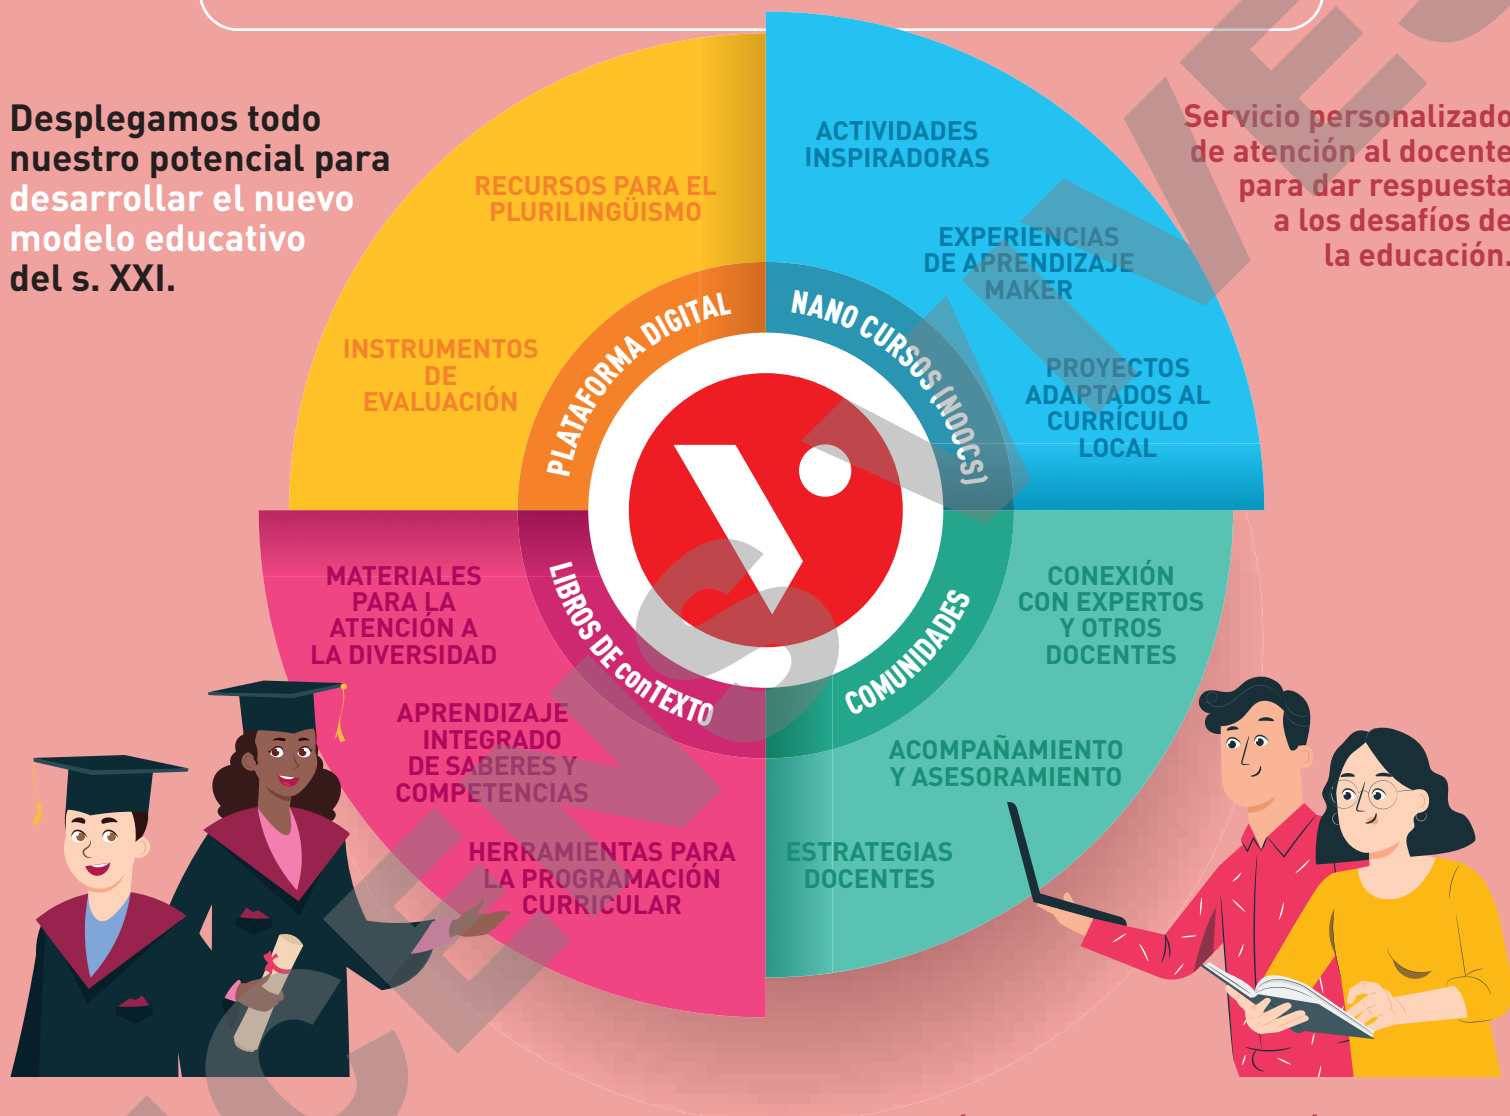 Desplegamos todo
nuestro potencial para
desarrollar el nuevo
modelo educativo
del s. XXI.
Servicio personalizado
de atención al docente
para dar respuesta
a los desafíos de
la educación.
RECURSOS PARA EL
PLURILINGÜISMO
INSTRUMENTOS
DE
EVALUACIÓN
PLATAFORMA DIGITAL
ACTIVIDADES
INSPIRADORAS
EXPERIENCIAS
DE APRENDIZAJE
MAKER
PROYECTOS
ADAPTADOS AL
CURRÍCULO
LOCAL
NANO CURSOS (NOOCS)
MATERIALES
PARA LA
ATENCIÓN A
LA DIVERSIDAD
APRENDIZAJE
INTEGRADO
DE SABERES Y
COMPETENCIAS
HERRAMIENTAS PARA
LA PROGRAMACIÓN
CURRICULAR
LIBROS DE conTEXTO
COMUNIDADES
CONEXIÓN
CON EXPERTOS
Y OTROS
DOCENTES
ACOMPAÑAMIENTO
Y ASESORAMIENTO
ESTRATEGIAS
DOCENTES